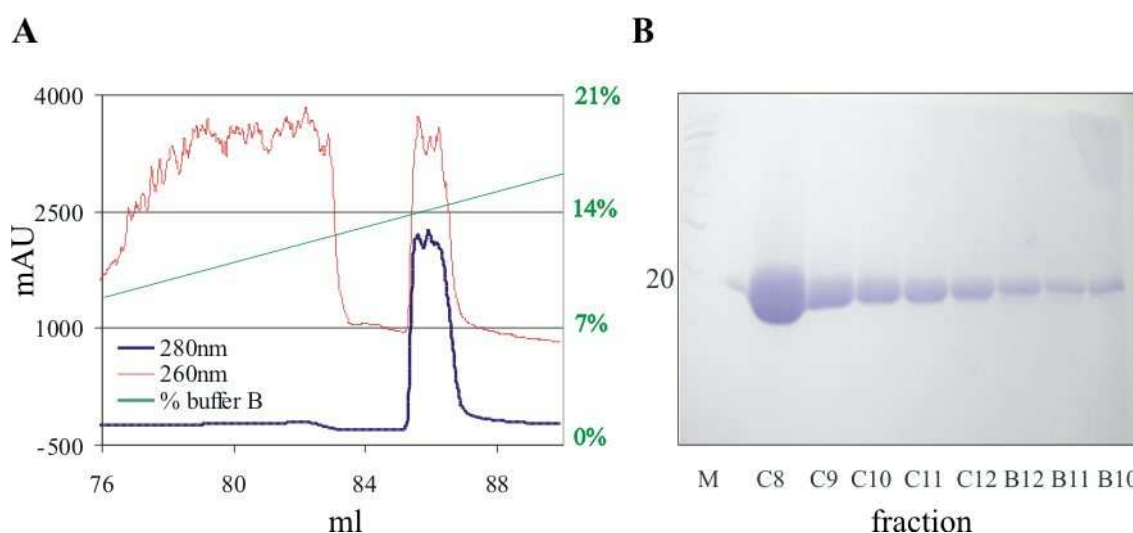 A
B
4000
2500
1000
-500
mAU
21%
14%
7%
0%
280nm
260nm
% buffer B
76 80 84 88
ml
20
M C8 C9 C10 C11 C12 B12 B11 B10
fraction